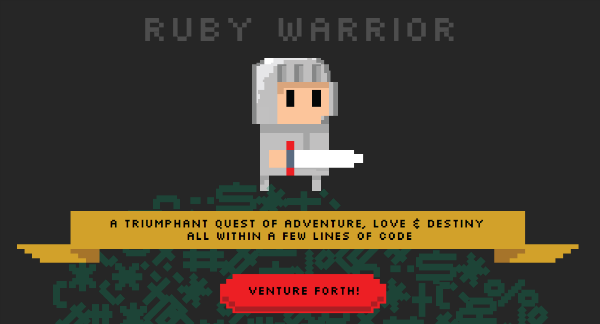 RUBY WARRIOR
A TRIUMPHANT QUEST OF ADVENTURE, LOVE & DESTINY
ALL WITHIN A FEW LINES OF CODE
VENTURE FORTH!